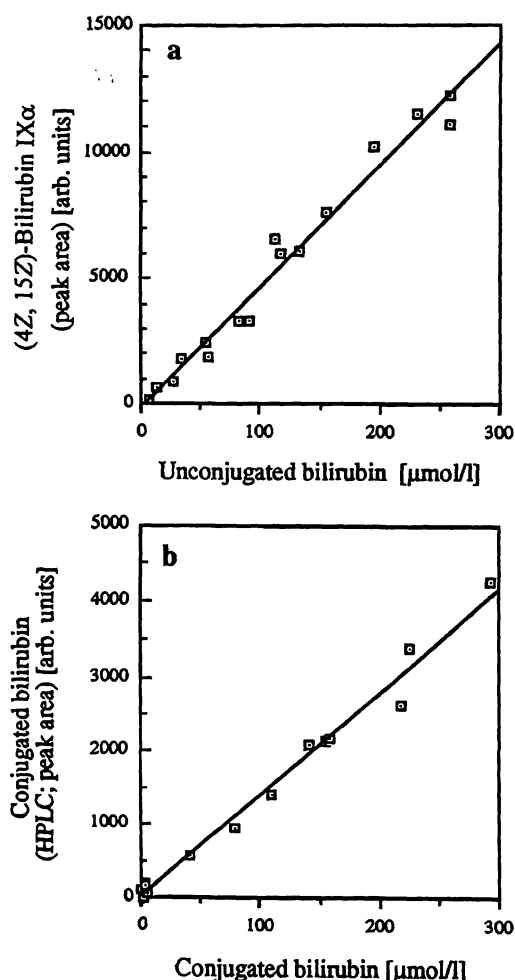 a
15000
10000
5000
0
(4Z, 15Z)-Bilirubin IXα
(peak area) [arb. units]
0 100 200 300
Unconjugated bilirubin [µmol/l]
b
5000
4000
3000
2000
1000
0
Conjugated bilirubin
(HPLC; peak area) [arb. units]
0 100 200 300
Conjugated bilirubin [µmol/l]